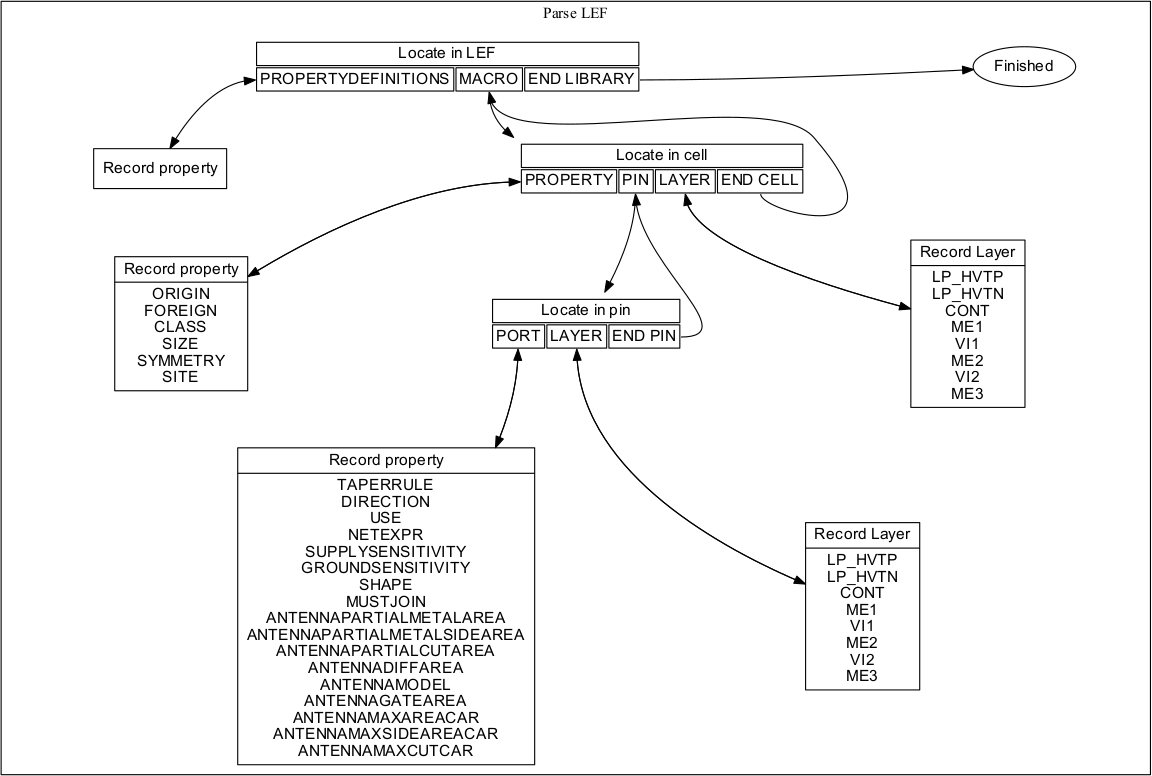 Parse LEF
Locate in LEF
PROPERTYDEFINITIONS MACRO END LIBRARY
Finished
Record property
Locate in cell
PROPERTY PIN LAYER END CELL
Record property
ORIGIN
FOREIGN
CLASS
SIZE
SYMMETRY
SITE
Record Layer
LP_HVTP
LP_HVTN
CONT
ME1
VI1
ME2
VI2
ME3
Locate in pin
PORT LAYER END PIN
Record property
TAPERRULE
DIRECTION
USE
NETEXPR
SUPPLYSENSITIVITY
GROUNDSENSITIVITY
SHAPE
MUSTJOIN
ANTENNAPARTIALMETALAREA
ANTENNAPARTIALMETALSIDEAREA
ANTENNAPARTIALCUTAREA
ANTENNADIFFAREA
ANTENNAMODEL
ANTENNAGATEAREA
ANTENNAMAXAREACAR
ANTENNAMAXSIDEAREACAR
ANTENNAMAXCUTCAR
Record Layer
LP_HVTP
LP_HVTN
CONT
ME1
VI1
ME2
VI2
ME3